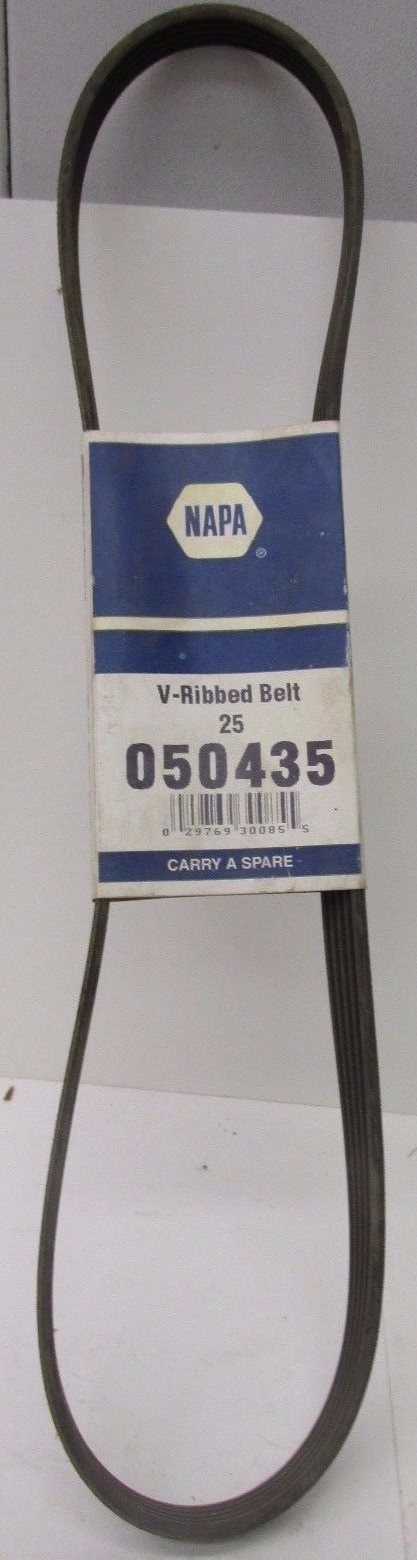 NAPA
®
V-Ribbed Belt
25
050435
0 29769 30085 5
CARRY A SPARE